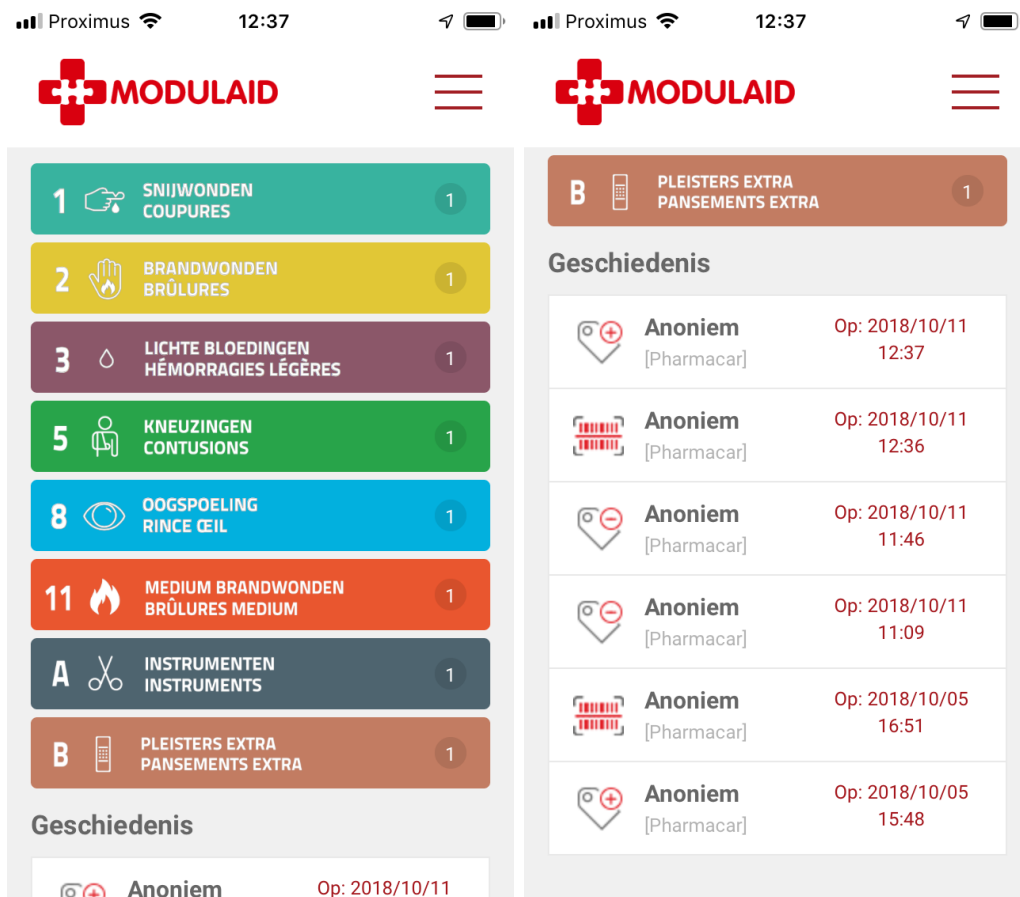 Proximus 12:37
MODULAID
1 SNIJWONDEN
COUPURES 1
2 BRANDWONDEN
BRÛLURES 1
3 LICHTE BLOEDINGEN
HÉMORRAGIES LÉGÈRES 1
5 KNEUZINGEN
CONTUSIONS 1
8 OOGSPOELING
RINCE ŒIL 1
11 MEDIUM BRANDWONDEN
BRÛLURES MEDIUM 1
A INSTRUMENTEN
INSTRUMENTS 1
B PLEISTERS EXTRA
PANSEMENTS EXTRA 1
Geschiedenis
Anoniem Op: 2018/10/11
Proximus 12:37
MODULAID
B PLEISTERS EXTRA
PANSEMENTS EXTRA 1
Geschiedenis
Anoniem Op: 2018/10/11
[Pharmacar] 12:37
Anoniem Op: 2018/10/11
[Pharmacar] 12:36
Anoniem Op: 2018/10/11
[Pharmacar] 11:46
Anoniem Op: 2018/10/11
[Pharmacar] 11:09
Anoniem Op: 2018/10/05
[Pharmacar] 16:51
Anoniem Op: 2018/10/05
[Pharmacar] 15:48